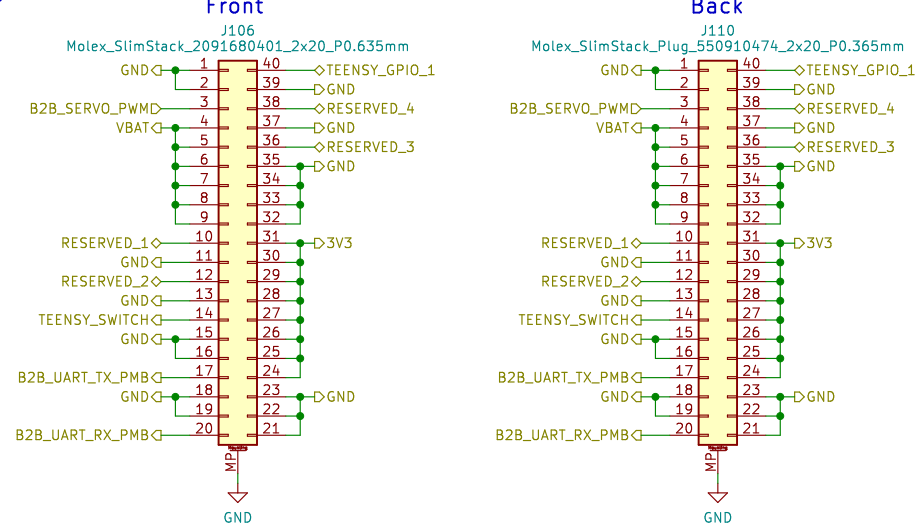 Front
J106
Molex_SlimStack_2091680401_2x20_P0.635mm
GND 1 40 TEENSY_GPIO_1
2 39 GND
B2B_SERVO_PWM 3 38 RESERVED_4
VBAT 4 37 GND
5 36 RESERVED_3
6 35 GND
7 34
8 33
9 32
RESERVED_1 10 31 3V3
GND 11 30
RESERVED_2 12 29
GND 13 28
TEENSY_SWITCH 14 27
GND 15 26
16 25
B2B_UART_TX_PMB 17 24
GND 18 23 GND
19 22
B2B_UART_RX_PMB 20 21
MP
GND
Back
J110
Molex_SlimStack_Plug_550910474_2x20_P0.365mm
GND 1 40 TEENSY_GPIO_1
2 39 GND
B2B_SERVO_PWM 3 38 RESERVED_4
VBAT 4 37 GND
5 36 RESERVED_3
6 35 GND
7 34
8 33
9 32
RESERVED_1 10 31 3V3
GND 11 30
RESERVED_2 12 29
GND 13 28
TEENSY_SWITCH 14 27
GND 15 26
16 25
B2B_UART_TX_PMB 17 24
GND 18 23 GND
19 22
B2B_UART_RX_PMB 20 21
MP
GND